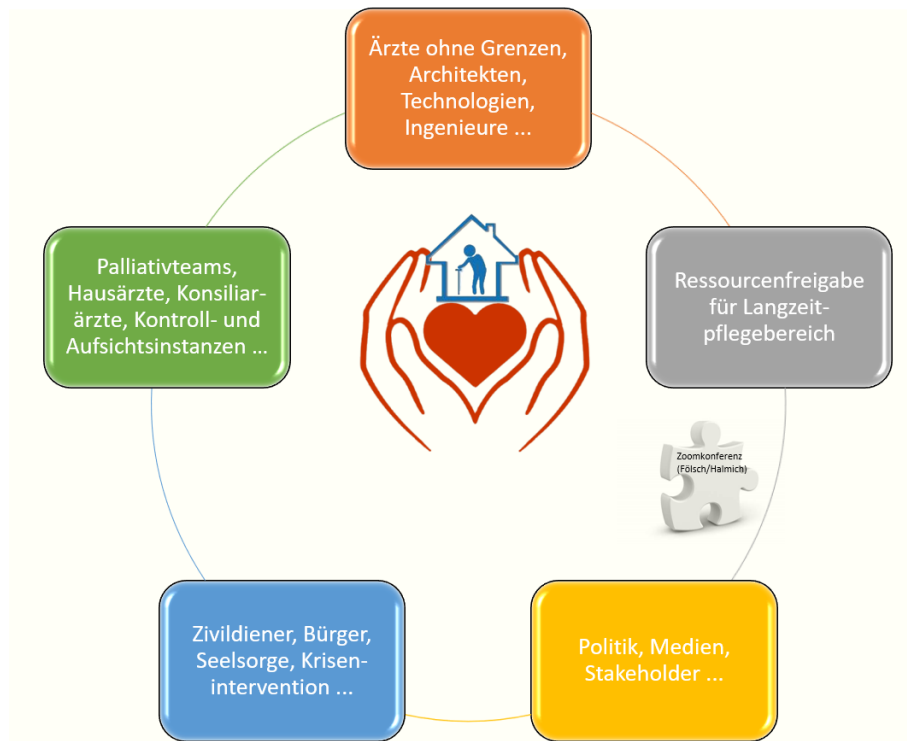 Ärzte ohne Grenzen,
Architekten,
Technologien,
Ingenieure ...
Palliativteams,
Hausärzte, Konsiliar-
ärzte, Kontroll- und
Aufsichtsinstanzen ...
Ressourcenfreigabe
für Langzeit-
pflegebereich
Zoomkonferenz
(Fölsch/Halmich)
Zivildiener, Bürger,
Seelsorge, Krisen-
intervention ...
Politik, Medien,
Stakeholder ...